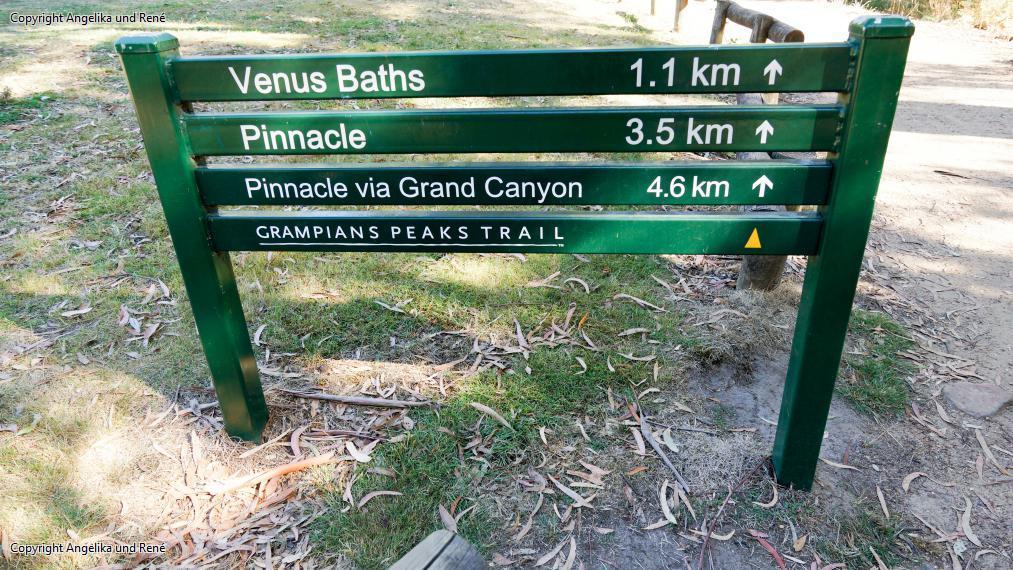 Copyright Angelika und René
Venus Baths 1.1 km ↑
Pinnacle 3.5 km ↑
Pinnacle via Grand Canyon 4.6 km ↑
GRAMPIANS PEAKS TRAIL™
Copyright Angelika und René